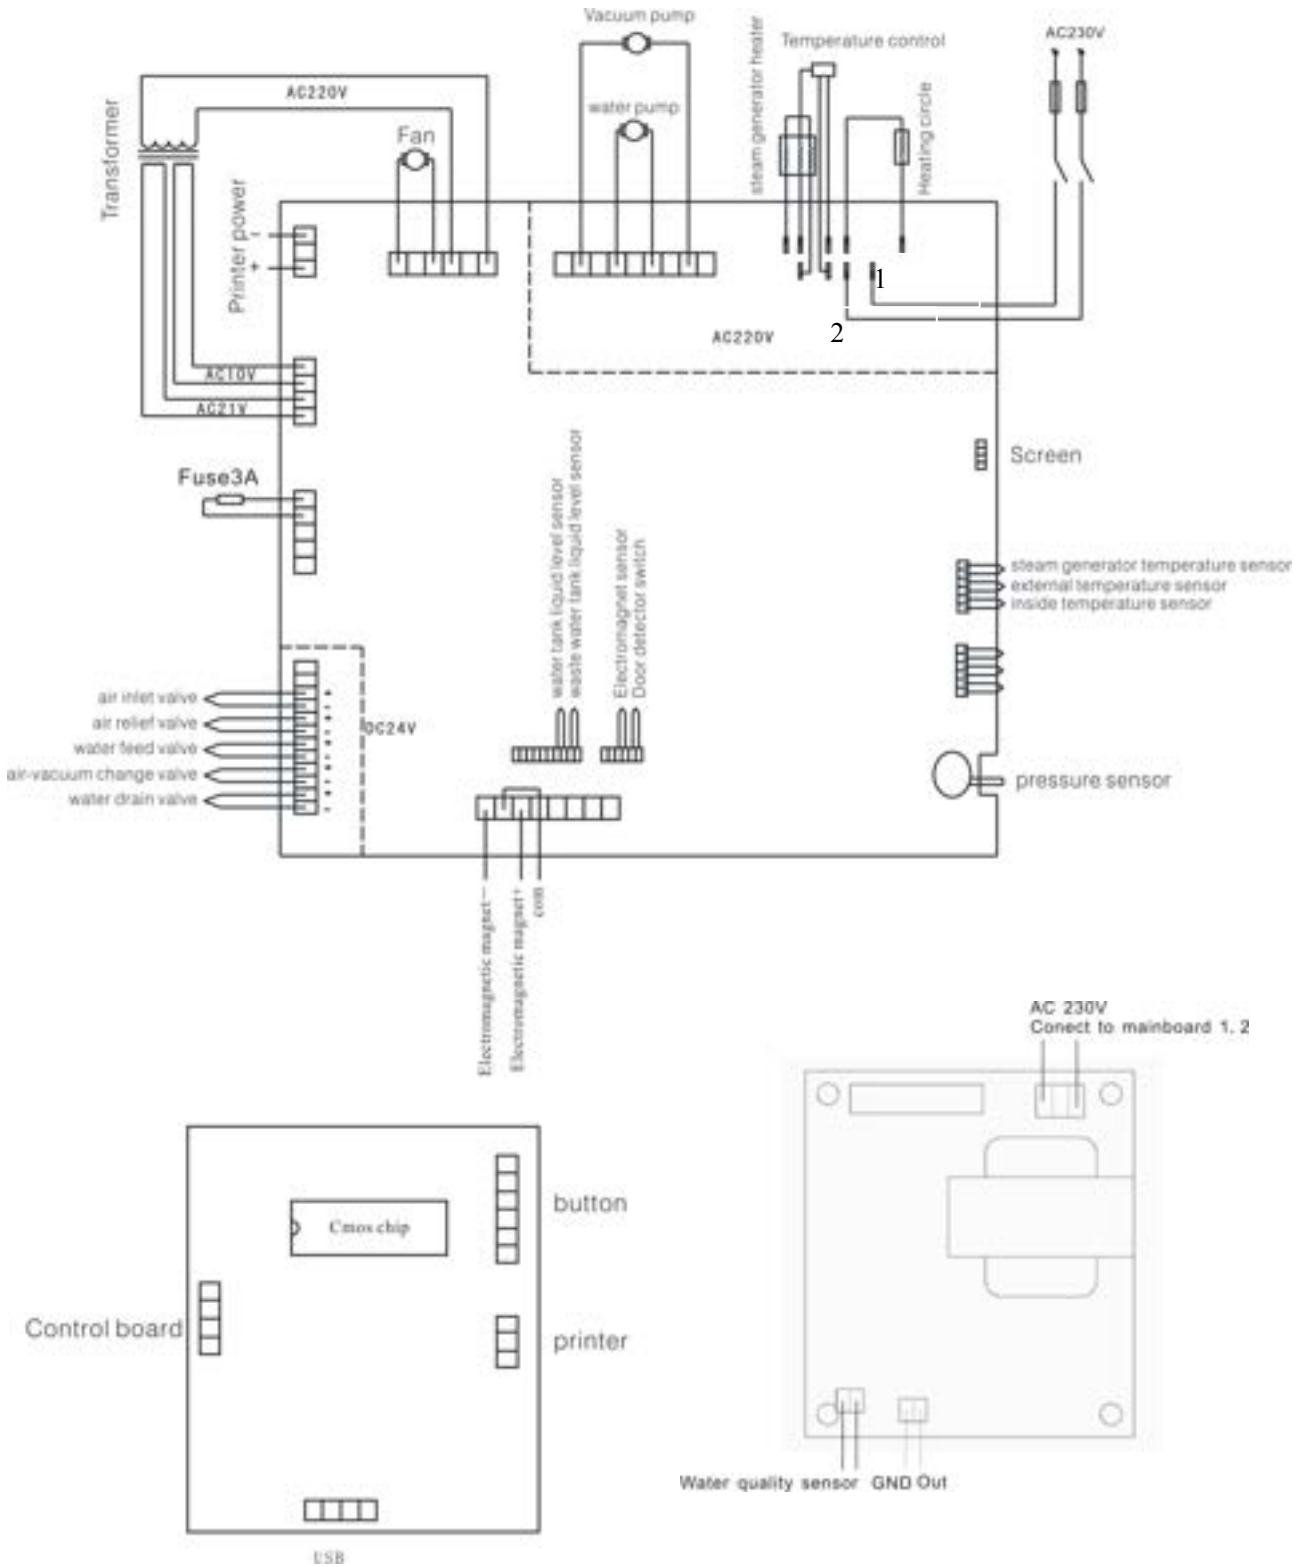 Vacuum pump
AC230V
Temperature control
steam generator heater
Heating circle
AC220V
water pump
Transformer
Fan
Printer power
-
+
1
2
AC220V
AC10V
AC21V
Screen
Fuse3A
water tank liquid level sensor
waste water tank liquid level sensor
Electromagnet sensor
Door detector switch
steam generator temperature sensor
external temperature sensor
inside temperature sensor
air inlet valve
air relief valve
DC24V
water feed valve
air-vacuum change valve
water drain valve
pressure sensor
Electromagnetic magnet-
Electromagnetic magnet+
com
AC 230V
Conect to mainboard 1, 2
button
Cmos chip
Control board
printer
Water quality sensor GND Out
USB